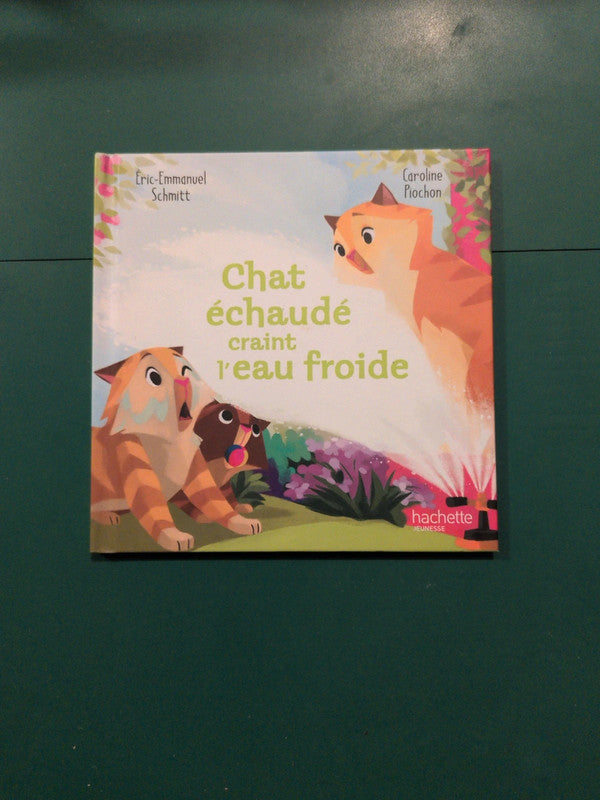 Éric-Emmanuel
Schmitt
Caroline
Piochon
Chat
échaudé
craint
l'eau froide
hachette
JEUNESSE